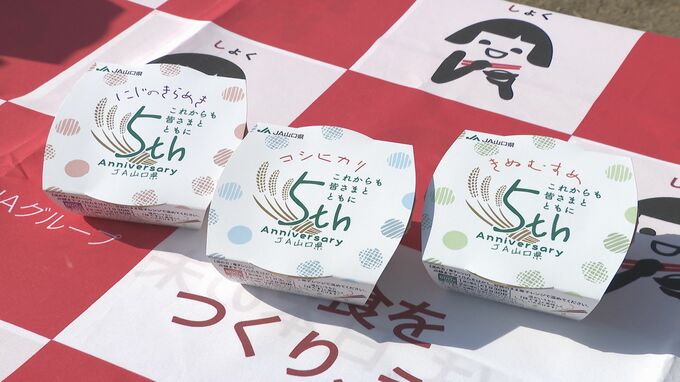 しょく
しょく
JA山口県
にじのきらめき
これからも
皆さまと
ともに
5th
Anniversary
JA山口県
JA山口県
コシヒカリ
これからも
皆さまと
ともに
5th
Anniversary
JA山口県
JA山口県
きぬむすめ
これからも
皆さまと
ともに
5th
Anniversary
JA山口県
JAグループ
食を
つくり